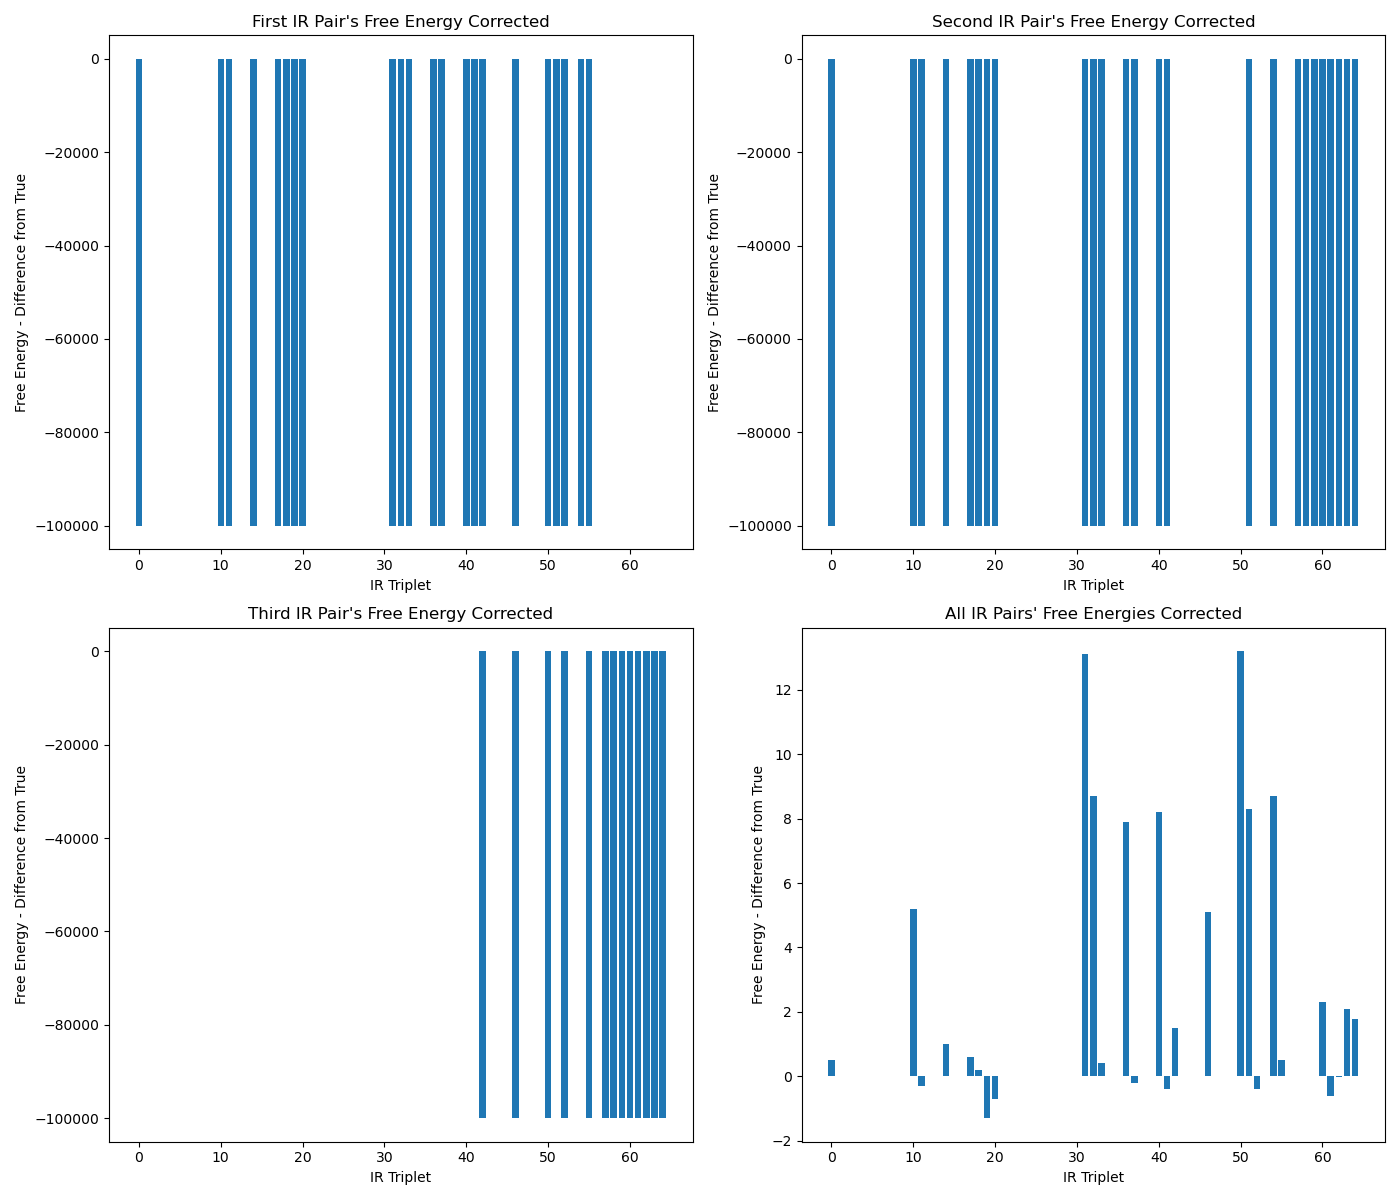 First IR Pair's Free Energy Corrected
Free Energy - Difference from True
0
−20000
−40000
−60000
−80000
−100000
0 10 20 30 40 50 60
IR Triplet
Second IR Pair's Free Energy Corrected
Free Energy - Difference from True
0
−20000
−40000
−60000
−80000
−100000
0 10 20 30 40 50 60
IR Triplet
Third IR Pair's Free Energy Corrected
Free Energy - Difference from True
0
−20000
−40000
−60000
−80000
−100000
0 10 20 30 40 50 60
IR Triplet
All IR Pairs' Free Energies Corrected
Free Energy - Difference from True
12
10
8
6
4
2
0
−2
0 10 20 30 40 50 60
IR Triplet